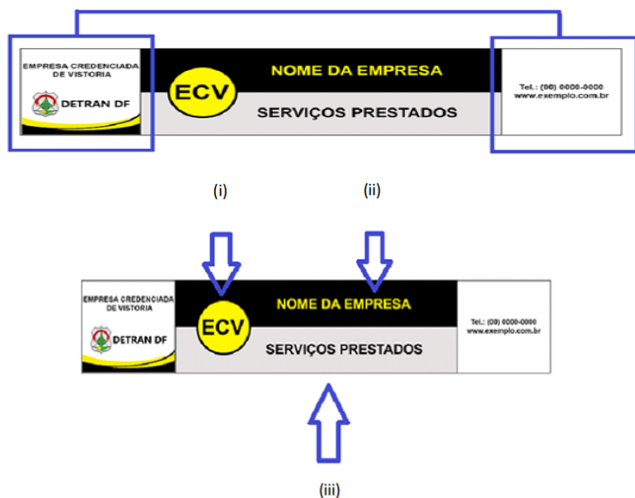 EMPRESA CREDENCIADA
DE VISTORIA
DETRAN DF
ECV
NOME DA EMPRESA
SERVIÇOS PRESTADOS
Tel.: (00) 0000-0000
www.exemplo.com.br
(i)
(ii)
EMPRESA CREDENCIADA
DE VISTORIA
DETRAN DF
ECV
NOME DA EMPRESA
SERVIÇOS PRESTADOS
Tel.: (00) 0000-0000
www.exemplo.com.br
(iii)